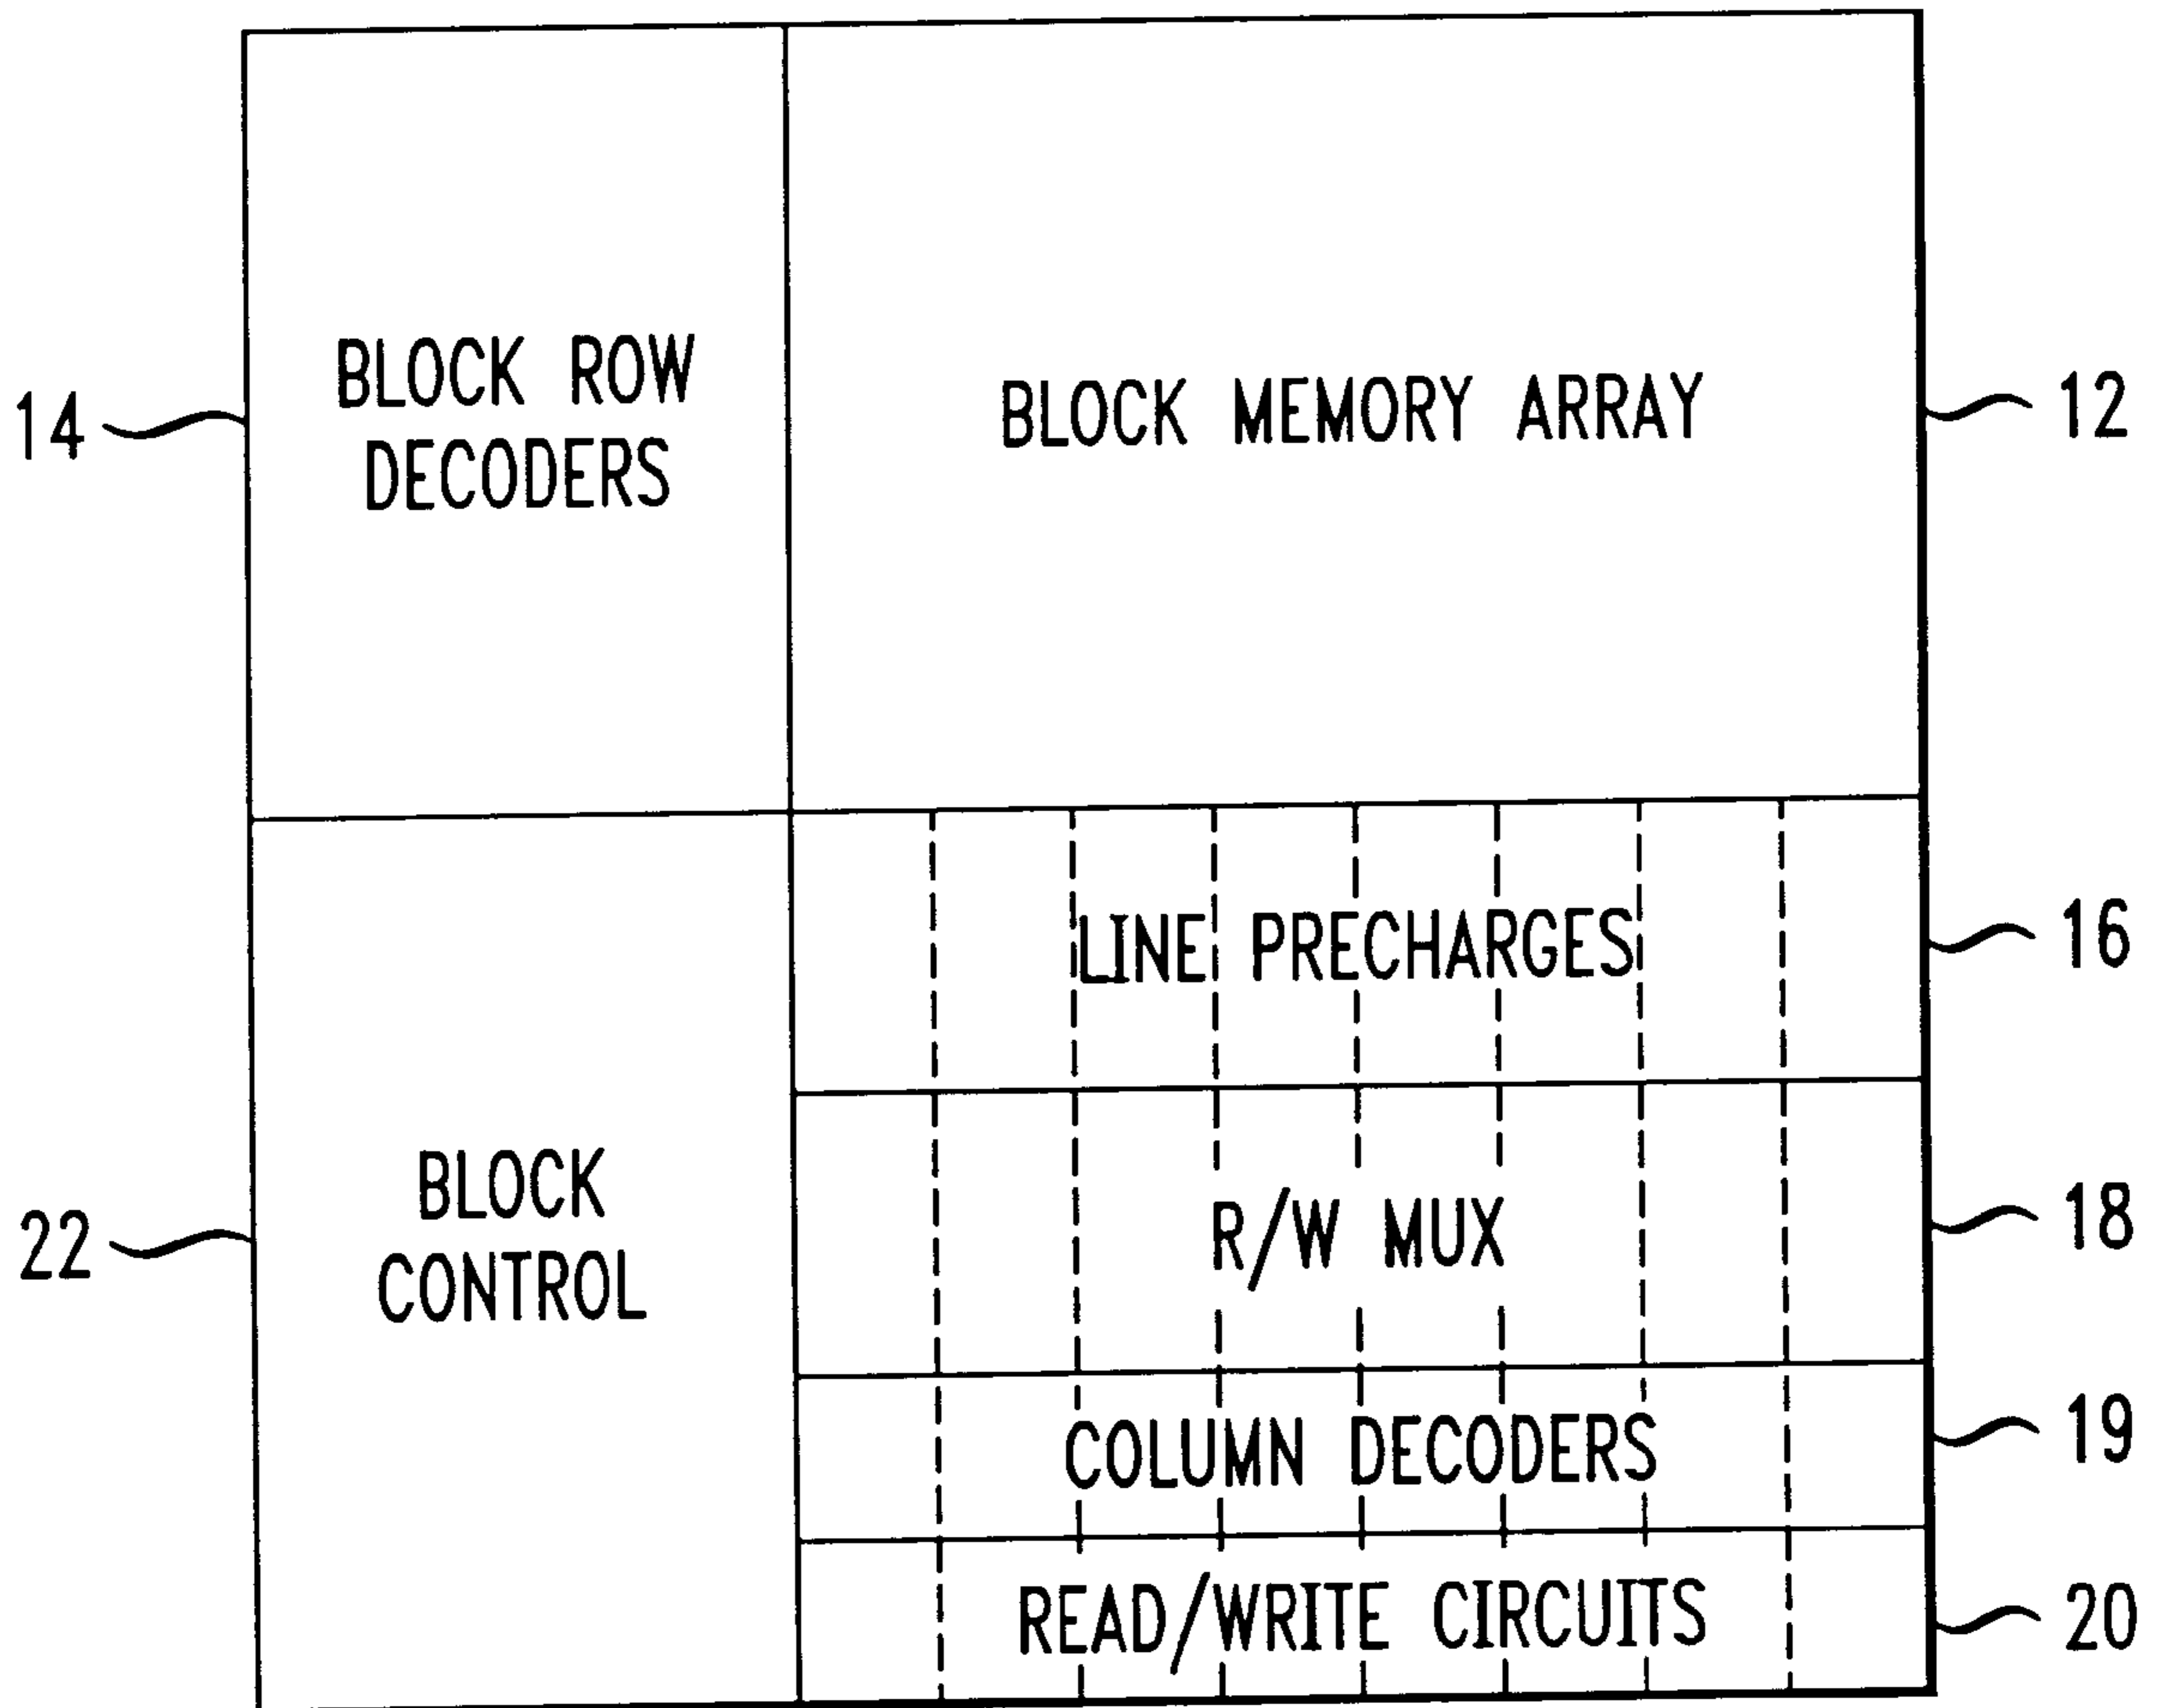 BLOCK ROW
DECODERS
14
BLOCK MEMORY ARRAY
12
LINE PRECHARGES
16
BLOCK
CONTROL
22
R/W MUX
18
COLUMN DECODERS
19
READ/WRITE CIRCUITS
20